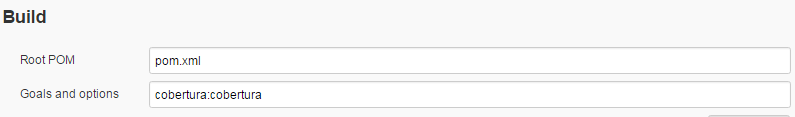 Build
Root POM pom.xml
Goals and options cobertura:cobertura